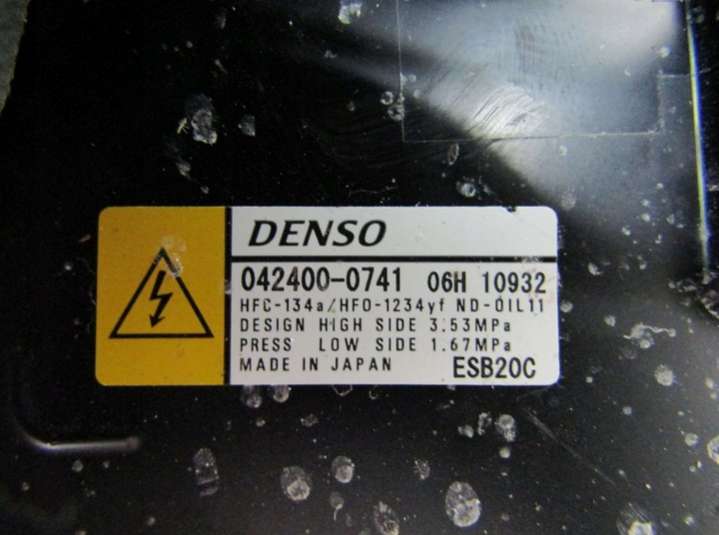 DENSO
042400-0741 06H 10932
HFC-134a/HFO-1234yf ND-OIL11
DESIGN HIGH SIDE 3.53MPa
PRESS LOW SIDE 1.67MPa
MADE IN JAPAN ESB20C